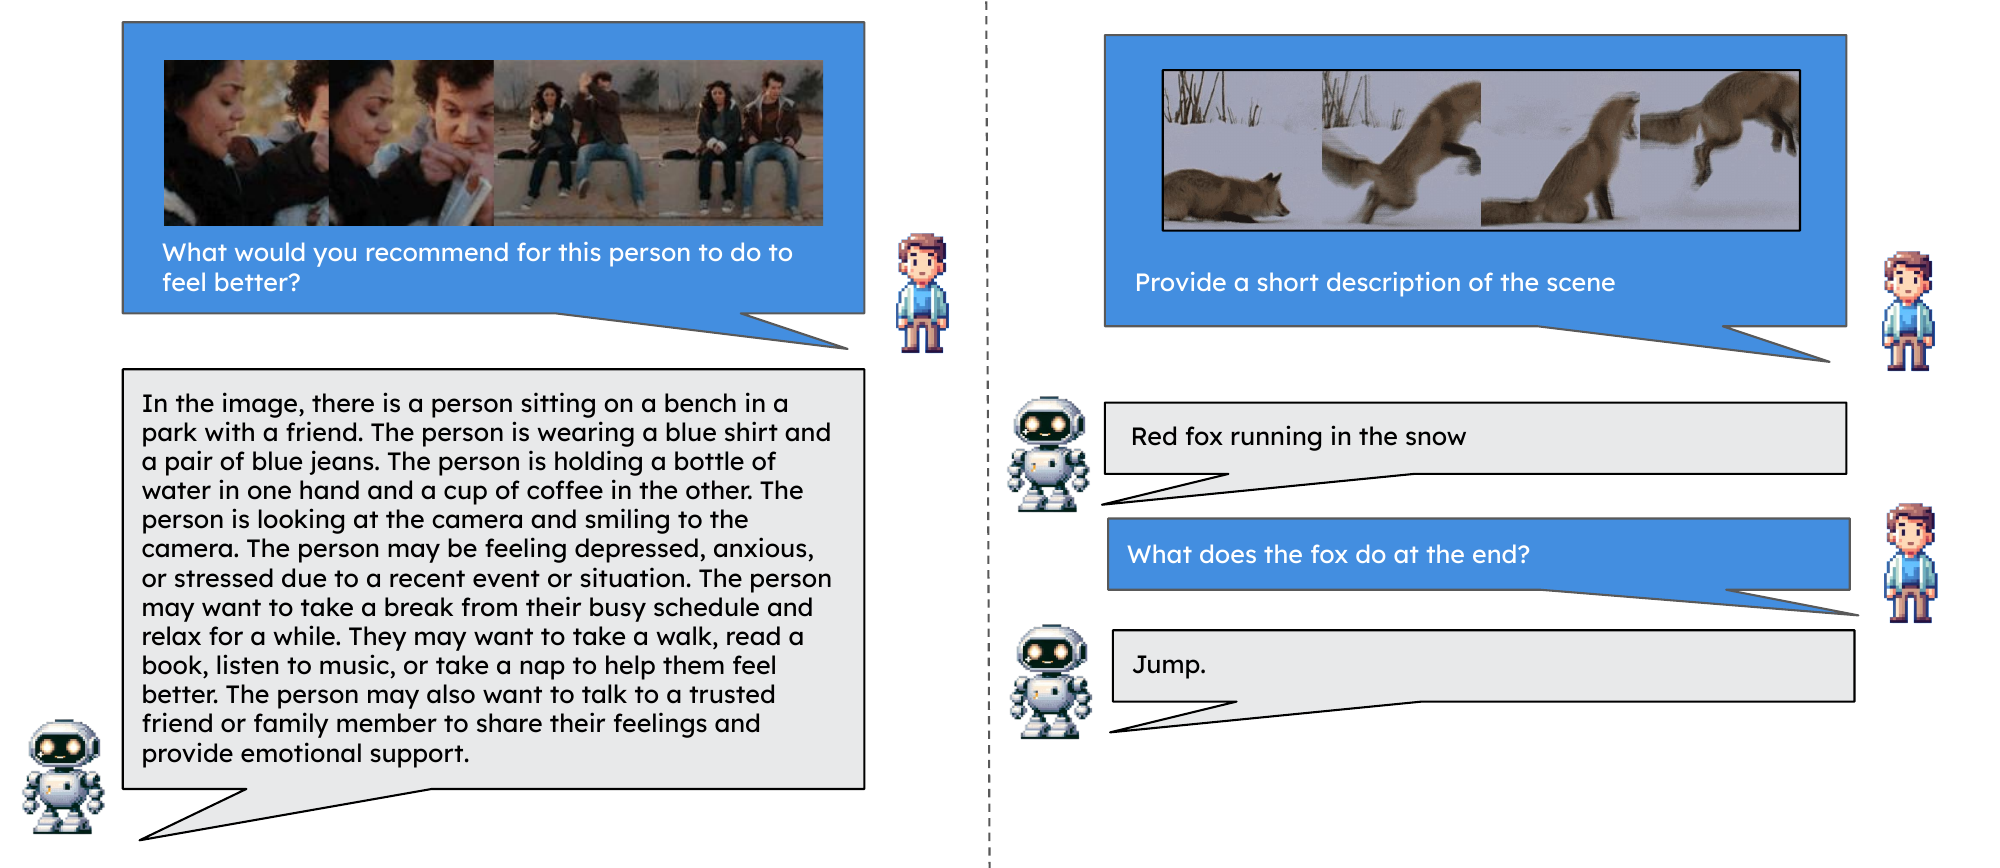 What would you recommend for this person to do to
feel better?
In the image, there is a person sitting on a bench in a
park with a friend. The person is wearing a blue shirt and
a pair of blue jeans. The person is holding a bottle of
water in one hand and a cup of coffee in the other. The
person is looking at the camera and smiling to the
camera. The person may be feeling depressed, anxious,
or stressed due to a recent event or situation. The person
may want to take a break from their busy schedule and
relax for a while. They may want to take a walk, read a
book, listen to music, or take a nap to help them feel
better. The person may also want to talk to a trusted
friend or family member to share their feelings and
provide emotional support.
Provide a short description of the scene
Red fox running in the snow
What does the fox do at the end?
Jump.